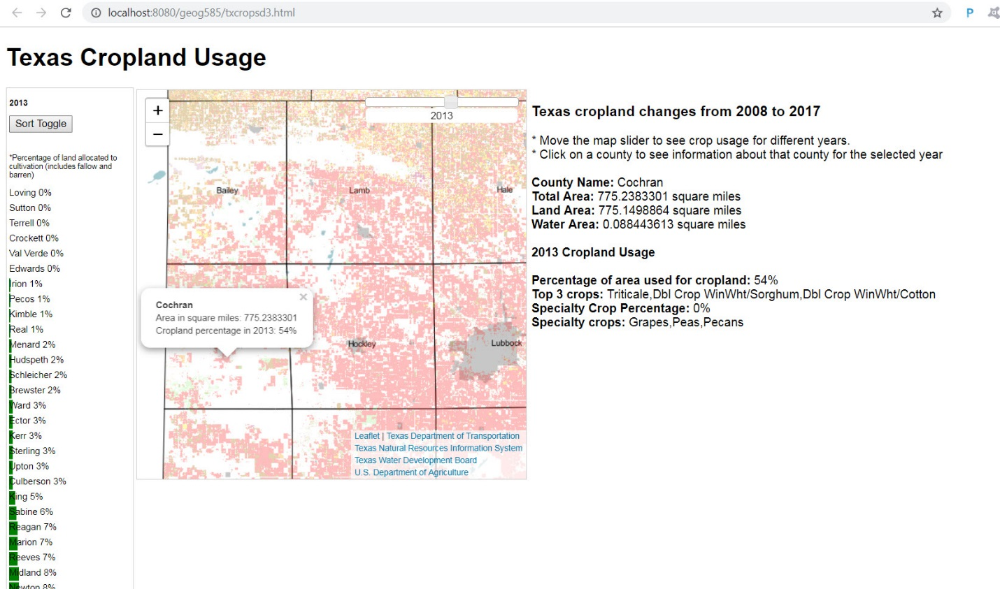 localhost:8080/geog585/txcropsd3.html
P
Texas Cropland Usage
2013
Sort Toggle
*Percentage of land allocated to
cultivation (includes fallow and
barren)
Loving 0%
Sutton 0%
Terrell 0%
Crockett 0%
Val Verde 0%
Edwards 0%
Irion 1%
Pecos 1%
Kimble 1%
Real 1%
Menard 2%
Hudspeth 2%
Schleicher 2%
Brewster 2%
Ward 3%
Ector 3%
Kerr 3%
Sterling 3%
Upton 3%
Culberson 3%
King 5%
Sabine 6%
Reagan 7%
Marion 7%
Reeves 7%
Midland 8%
Newton 8%
+
−
2013
Bailey
Lamb
Hale
Cochran
Area in square miles: 775.2383301
Cropland percentage in 2013: 54%
×
Hockley
Lubbock
Leaflet | Texas Department of Transportation
Texas Natural Resources Information System
Texas Water Development Board
U.S. Department of Agriculture
Texas cropland changes from 2008 to 2017
* Move the map slider to see crop usage for different years.
* Click on a county to see information about that county for the selected year
County Name: Cochran
Total Area: 775.2383301 square miles
Land Area: 775.1498864 square miles
Water Area: 0.088443613 square miles
2013 Cropland Usage
Percentage of area used for cropland: 54%
Top 3 crops: Triticale,Dbl Crop WinWht/Sorghum,Dbl Crop WinWht/Cotton
Specialty Crop Percentage: 0%
Specialty crops: Grapes,Peas,Pecans